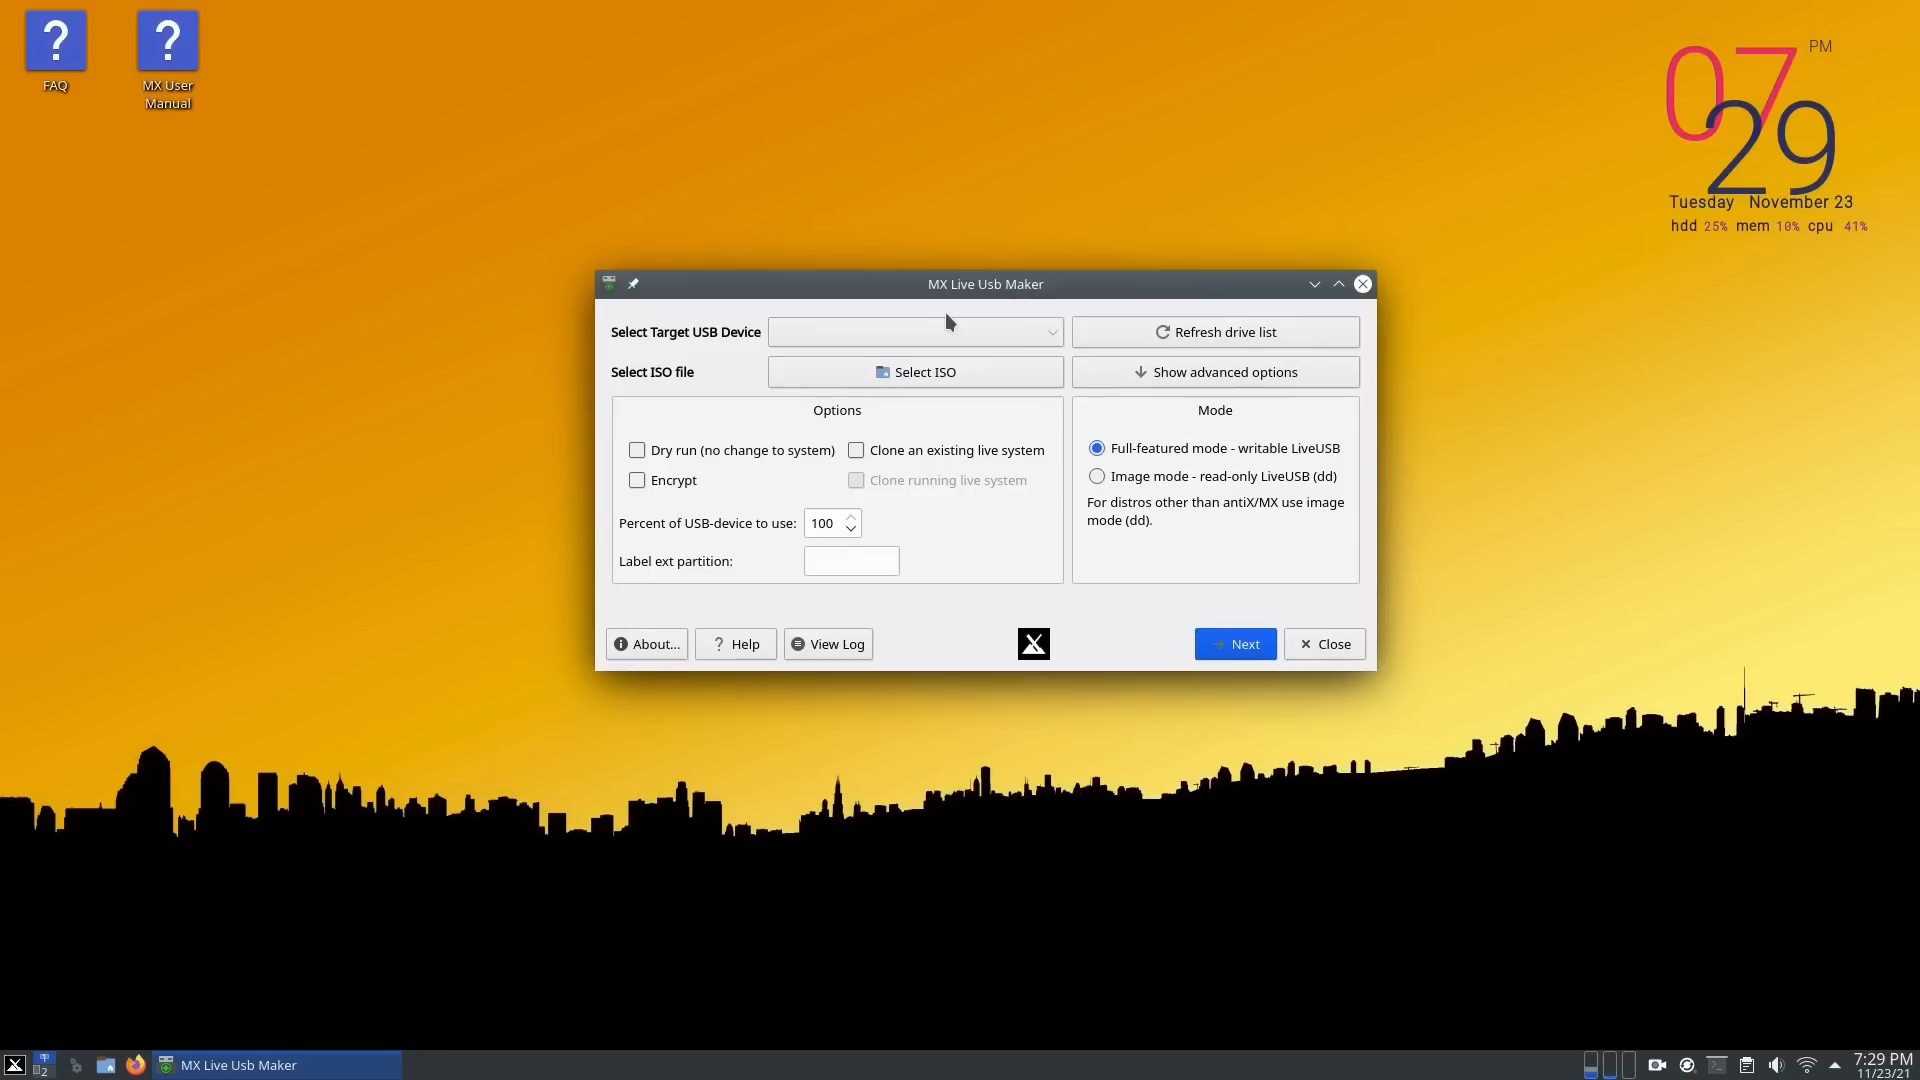 FAQ
MX User
Manual
07
PM
29
Tuesday November 23
hdd 25% mem 10% cpu 41%
MX Live Usb Maker
Select Target USB Device
Refresh drive list
Select ISO file
Select ISO
Show advanced options
Options
Mode
Dry run (no change to system)
Clone an existing live system
Full-featured mode - writable LiveUSB
Encrypt
Clone running live system
Image mode - read-only LiveUSB (dd)
For distros other than antiX/MX use image
mode (dd).
Percent of USB-device to use: 100
Label ext partition:
About...
Help
View Log
Next
Close
1
2
MX Live Usb Maker
7:29 PM
11/23/21